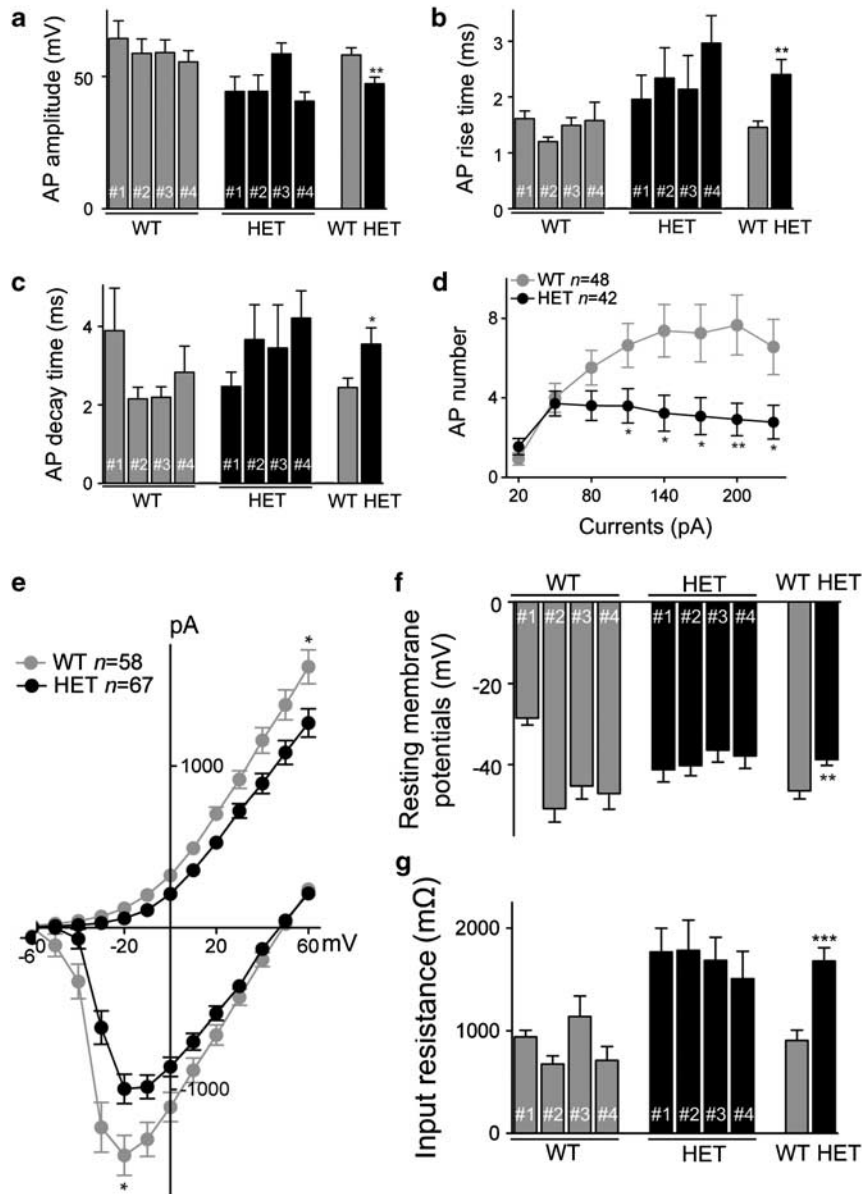 a
AP amplitude (mV)
50
0
#1 #2 #3 #4 #1 #2 #3 #4
**
WT HET WT HET
b
AP rise time (ms)
3
2
1
0
#1 #2 #3 #4 #1 #2 #3 #4
**
WT HET WT HET
c
AP decay time (ms)
4
2
0
#1 #2 #3 #4 #1 #2 #3 #4
*
WT HET WT HET
d
WT n=48
HET n=42
AP number
8
4
0
* * * ** *
20 80 140 200
Currents (pA)
e
pA
WT n=58
HET n=67
*
1000
-6 0 -20 20 60 mV
-1000
*
f
WT HET WT HET
Resting membrane
potentials (mV)
0
-20
-40
#1 #2 #3 #4 #1 #2 #3 #4
**
g
Input resistance (mΩ)
2000
1000
0
#1 #2 #3 #4 #1 #2 #3 #4
***
WT HET WT HET